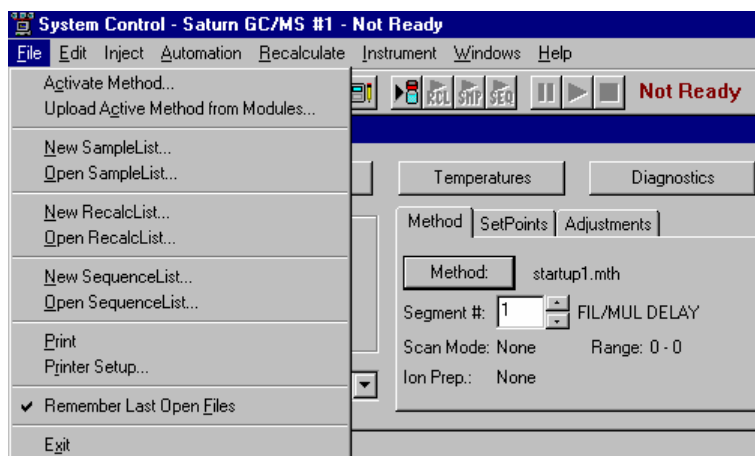 System Control - Saturn GC/MS #1 - Not Ready
File Edit Inject Automation Recalculate Instrument Windows Help
RCL SMP SEQ Not Ready
Activate Method...
Upload Active Method from Modules...
New SampleList...
Open SampleList...
New RecalcList...
Open RecalcList...
New SequenceList...
Open SequenceList...
Print
Printer Setup...
Remember Last Open Files
Exit
Temperatures Diagnostics
Method SetPoints Adjustments
Method: startup1.mth
Segment #: 1 FIL/MUL DELAY
Scan Mode: None Range: 0 - 0
Ion Prep.: None